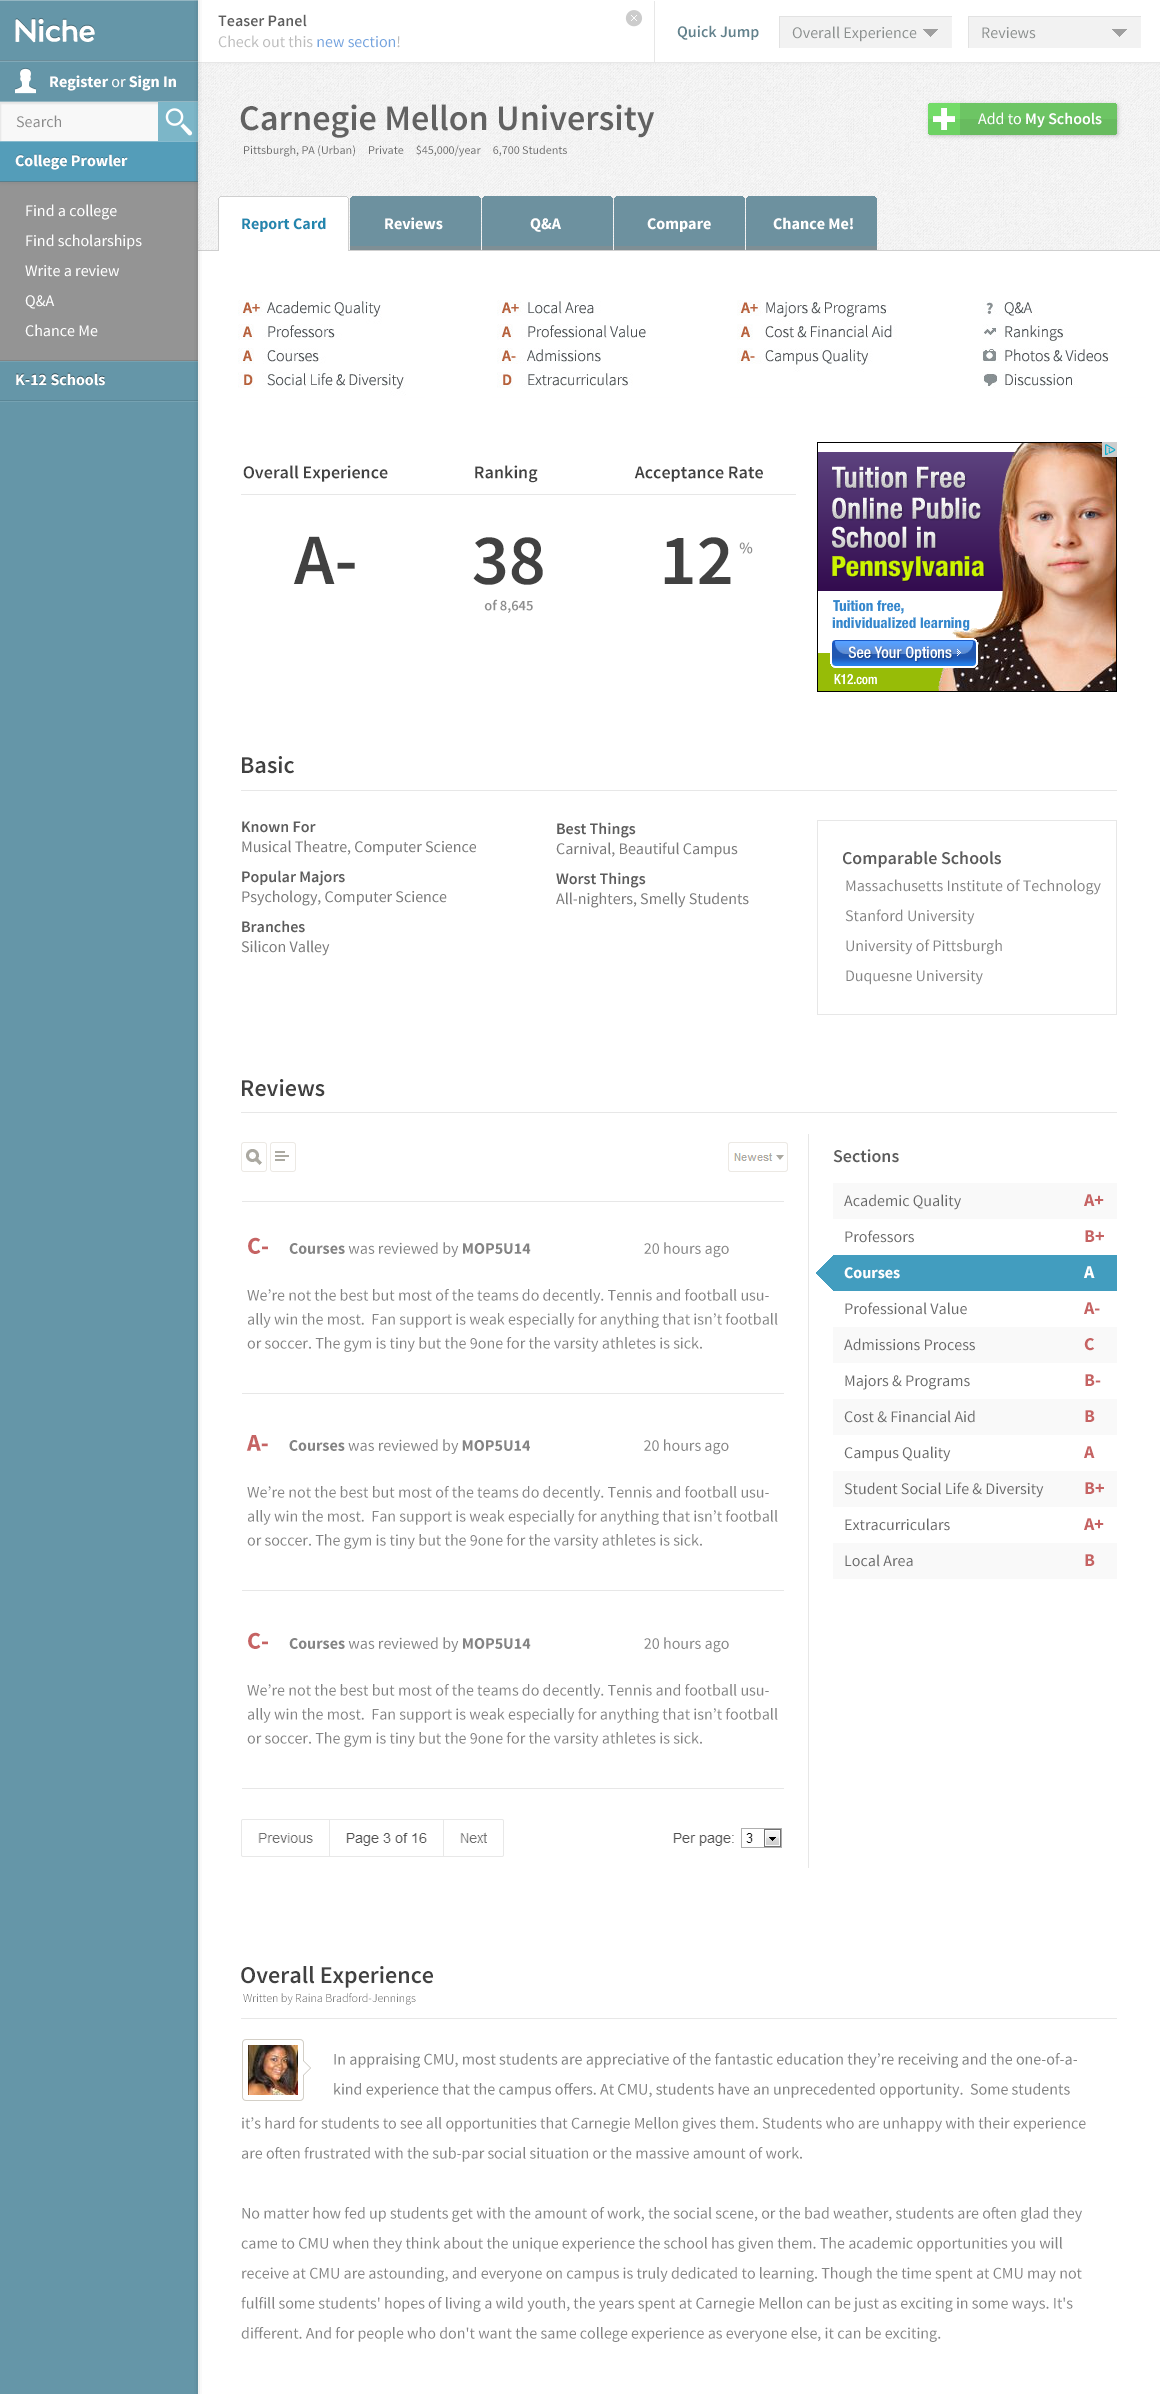 Niche
Register or Sign In
Search
College Prowler
Find a college
Find scholarships
Write a review
Q&A
Chance Me
K-12 Schools
Teaser Panel
Check out this new section!
Quick Jump
Overall Experience
Reviews
Carnegie Mellon University
Pittsburgh, PA (Urban) Private $45,000/year 6,700 Students
Add to My Schools
Report Card
Reviews
Q&A
Compare
Chance Me!
A+ Academic Quality
A Professors
A Courses
D Social Life & Diversity
A+ Local Area
A Professional Value
A- Admissions
D Extracurriculars
A+ Majors & Programs
A Cost & Financial Aid
A- Campus Quality
? Q&A
Rankings
Photos & Videos
Discussion
Overall Experience
A-
Ranking
38
of 8,645
Acceptance Rate
12 %
Tuition Free
Online Public
School in
Pennsylvania
Tuition free,
individualized learning
See Your Options
K12.com
Basic
Known For
Musical Theatre, Computer Science
Popular Majors
Psychology, Computer Science
Branches
Silicon Valley
Best Things
Carnival, Beautiful Campus
Worst Things
All-nighters, Smelly Students
Comparable Schools
Massachusetts Institute of Technology
Stanford University
University of Pittsburgh
Duquesne University
Reviews
Newest
C- Courses was reviewed by MOP5U14 20 hours ago
We're not the best but most of the teams do decently. Tennis and football usu-
ally win the most. Fan support is weak especially for anything that isn't football
or soccer. The gym is tiny but the 9one for the varsity athletes is sick.
A- Courses was reviewed by MOP5U14 20 hours ago
We're not the best but most of the teams do decently. Tennis and football usu-
ally win the most. Fan support is weak especially for anything that isn't football
or soccer. The gym is tiny but the 9one for the varsity athletes is sick.
C- Courses was reviewed by MOP5U14 20 hours ago
We're not the best but most of the teams do decently. Tennis and football usu-
ally win the most. Fan support is weak especially for anything that isn't football
or soccer. The gym is tiny but the 9one for the varsity athletes is sick.
Previous
Page 3 of 16
Next
Per page: 3
Sections
Academic Quality A+
Professors B+
Courses A
Professional Value A-
Admissions Process C
Majors & Programs B-
Cost & Financial Aid B
Campus Quality A
Student Social Life & Diversity B+
Extracurriculars A+
Local Area B
Overall Experience
Written by Raina Bradford-Jennings
In appraising CMU, most students are appreciative of the fantastic education they're receiving and the one-of-a-
kind experience that the campus offers. At CMU, students have an unprecedented opportunity. Some students
it's hard for students to see all opportunities that Carnegie Mellon gives them. Students who are unhappy with their experience
are often frustrated with the sub-par social situation or the massive amount of work.
No matter how fed up students get with the amount of work, the social scene, or the bad weather, students are often glad they
came to CMU when they think about the unique experience the school has given them. The academic opportunities you will
receive at CMU are astounding, and everyone on campus is truly dedicated to learning. Though the time spent at CMU may not
fulfill some students' hopes of living a wild youth, the years spent at Carnegie Mellon can be just as exciting in some ways. It's
different. And for people who don't want the same college experience as everyone else, it can be exciting.